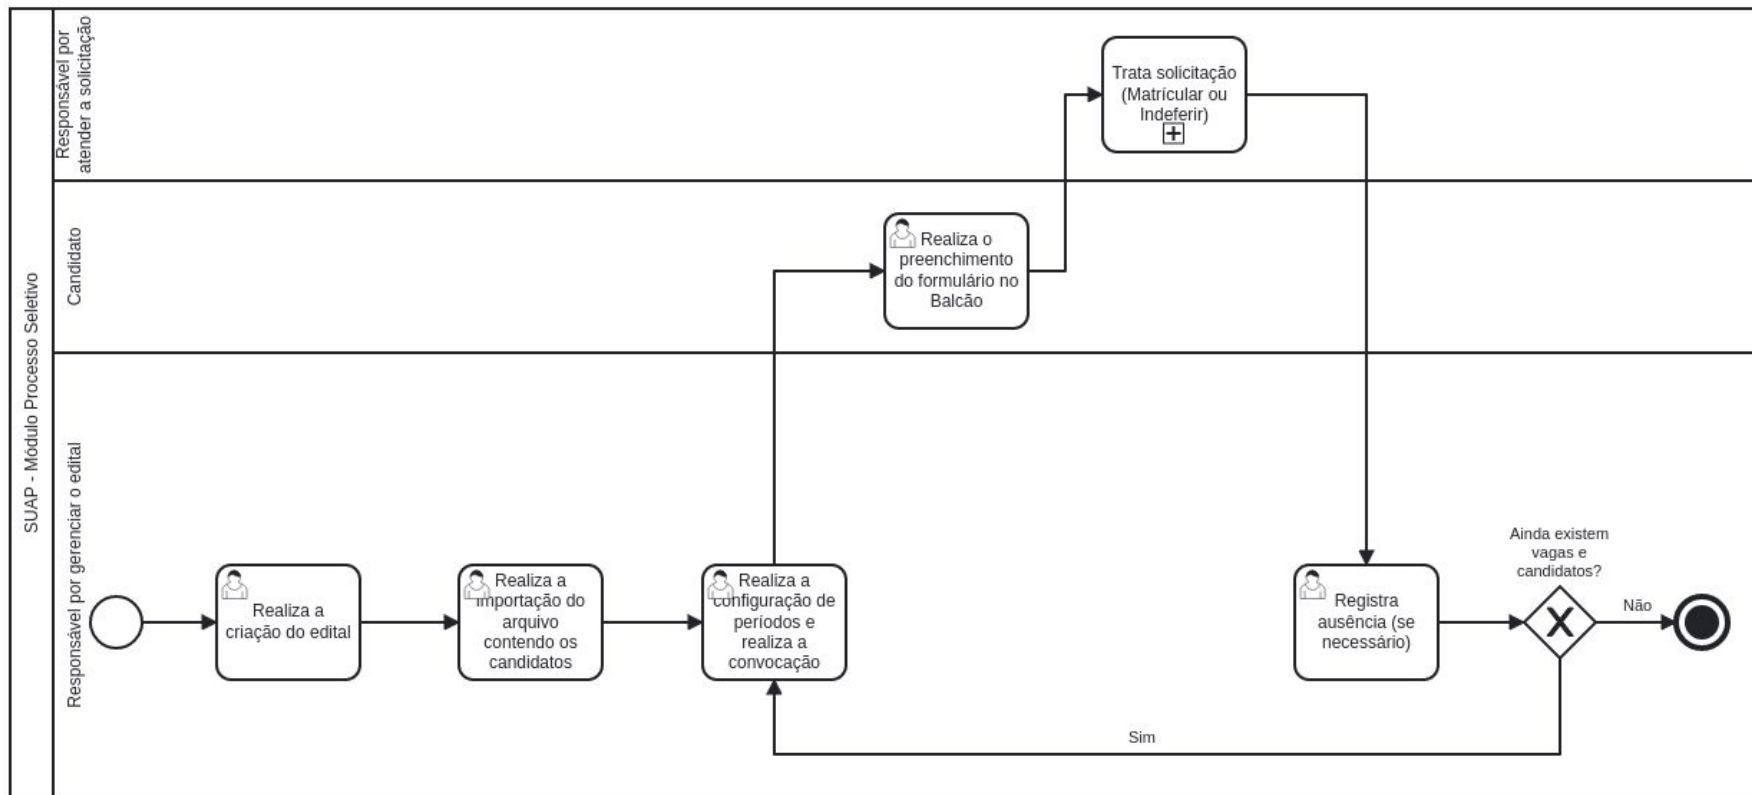 SUAP - Módulo Processo Seletivo
Responsável por
atender a solicitação
Trata solicitação
(Matrícular ou
Indeferir)
Candidato
Realiza o
preenchimento
do formulário no
Balcão
Responsável por gerenciar o edital
Realiza a
criação do edital
Realiza a
importação do
arquivo
contendo os
candidatos
Realiza a
configuração de
períodos e
realiza a
convocação
Registra
ausência (se
necessário)
Ainda existem
vagas e
candidatos?
Não
Sim